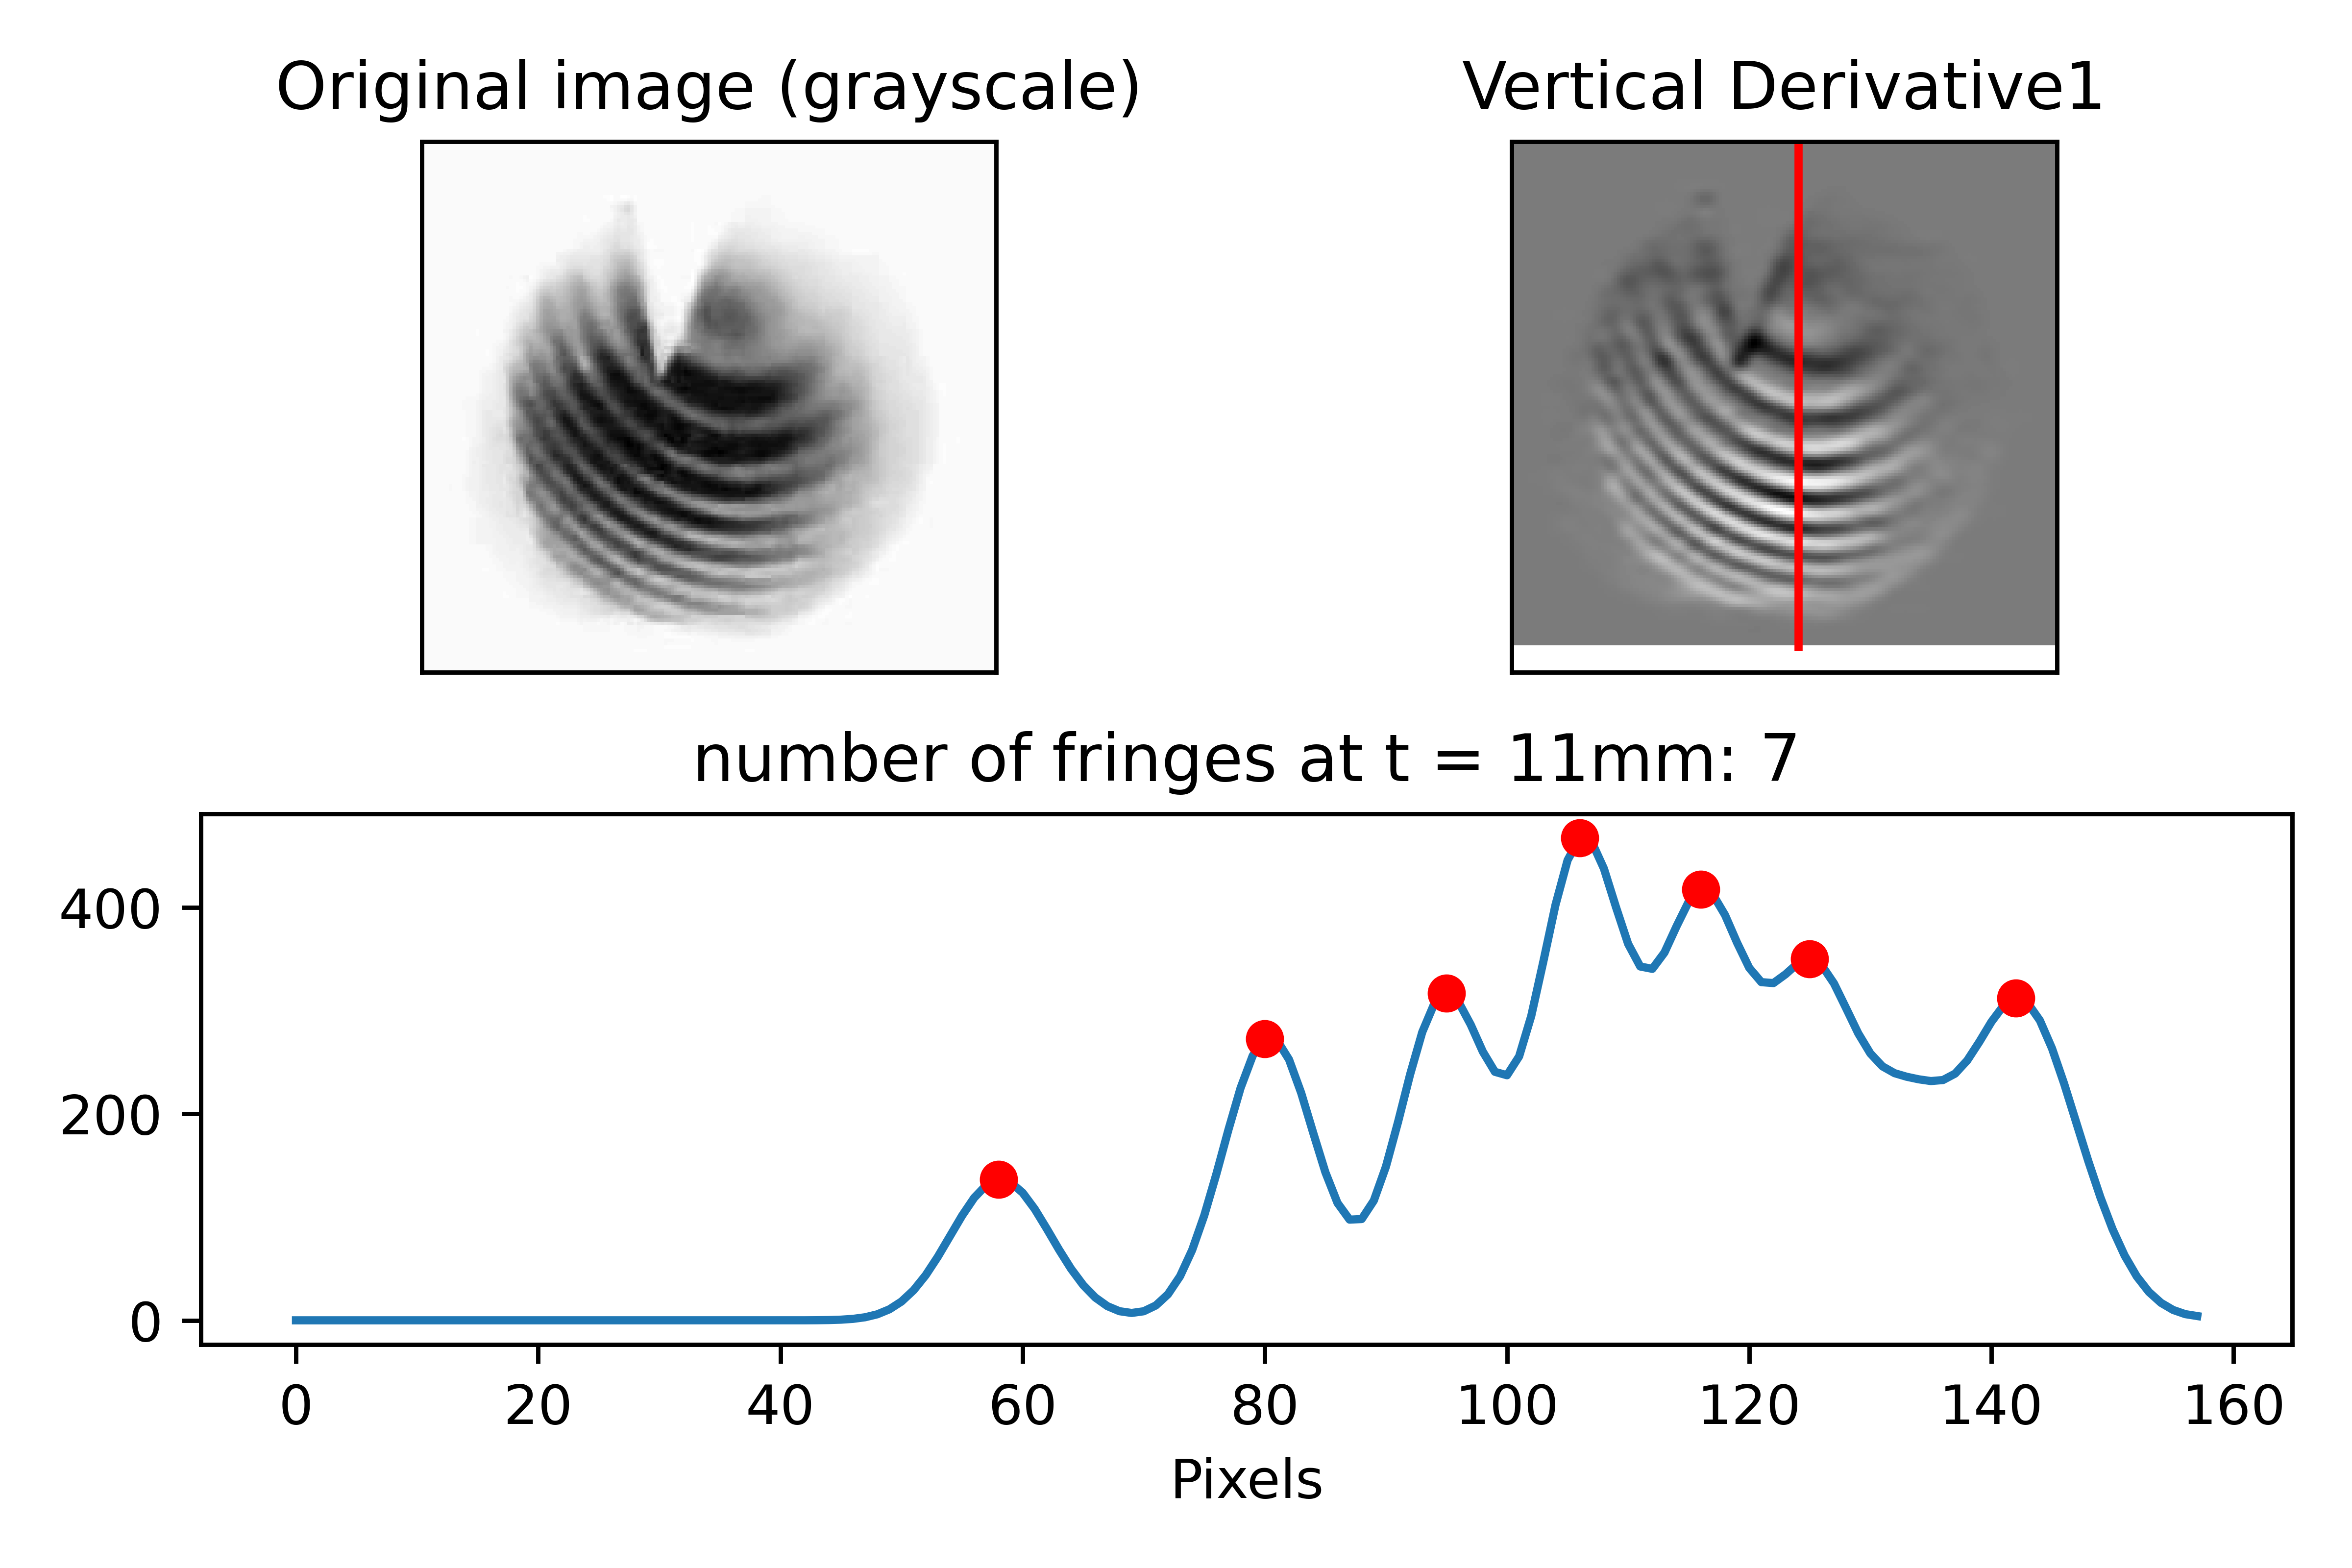 Original image (grayscale)
Vertical Derivative1
number of fringes at t = 11mm: 7
400
200
0
0 20 40 60 80 100 120 140 160
Pixels